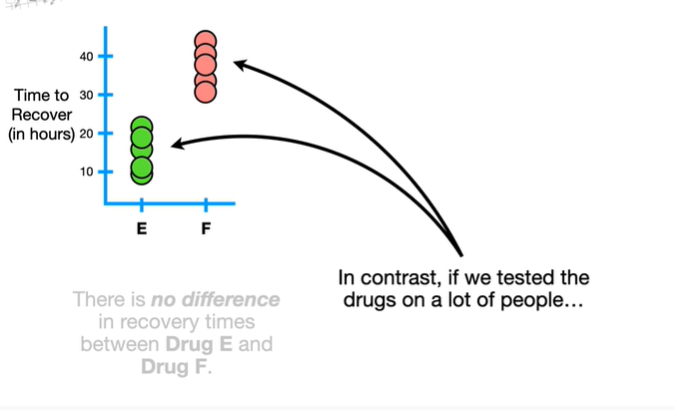 40
Time to 30
Recover
(in hours) 20
10
E F
There is no difference
in recovery times
between Drug E and
Drug F.
In contrast, if we tested the
drugs on a lot of people…